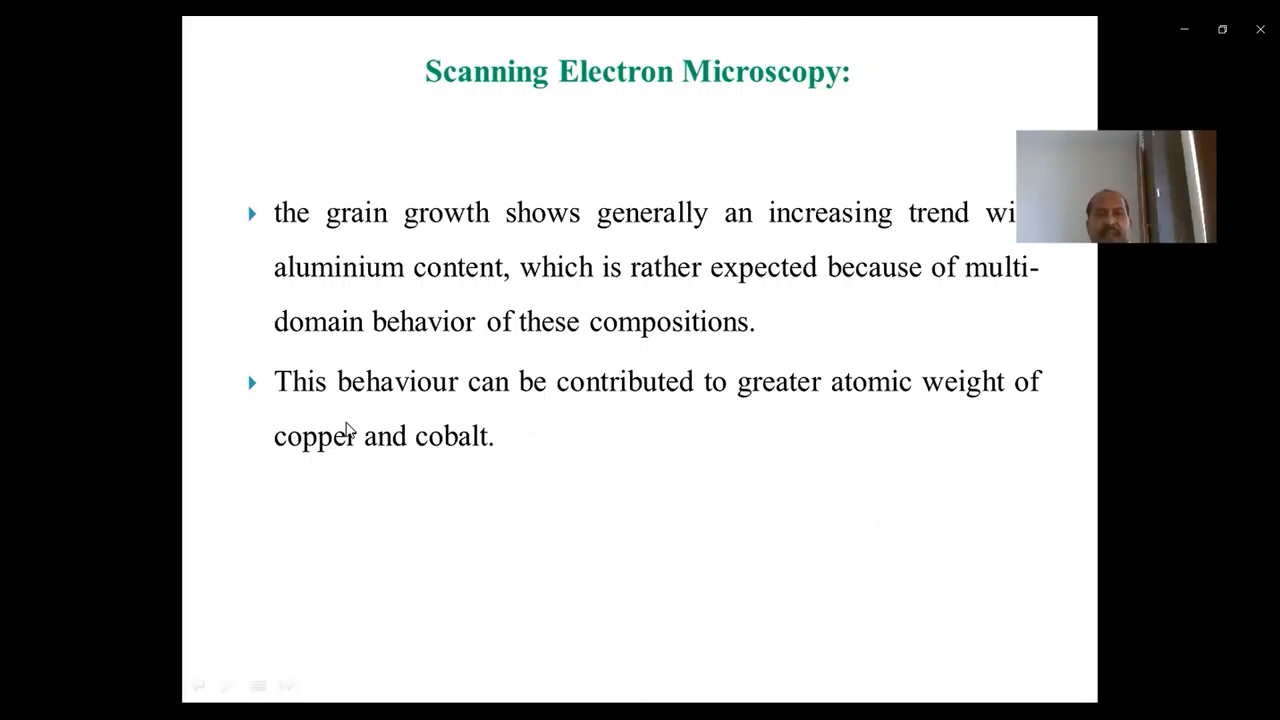 Scanning Electron Microscopy:
the grain growth shows generally an increasing trend
aluminium content, which is rather expected because of multi-
domain behavior of these compositions.
This behaviour can be contributed to greater atomic weight of
copper and cobalt.